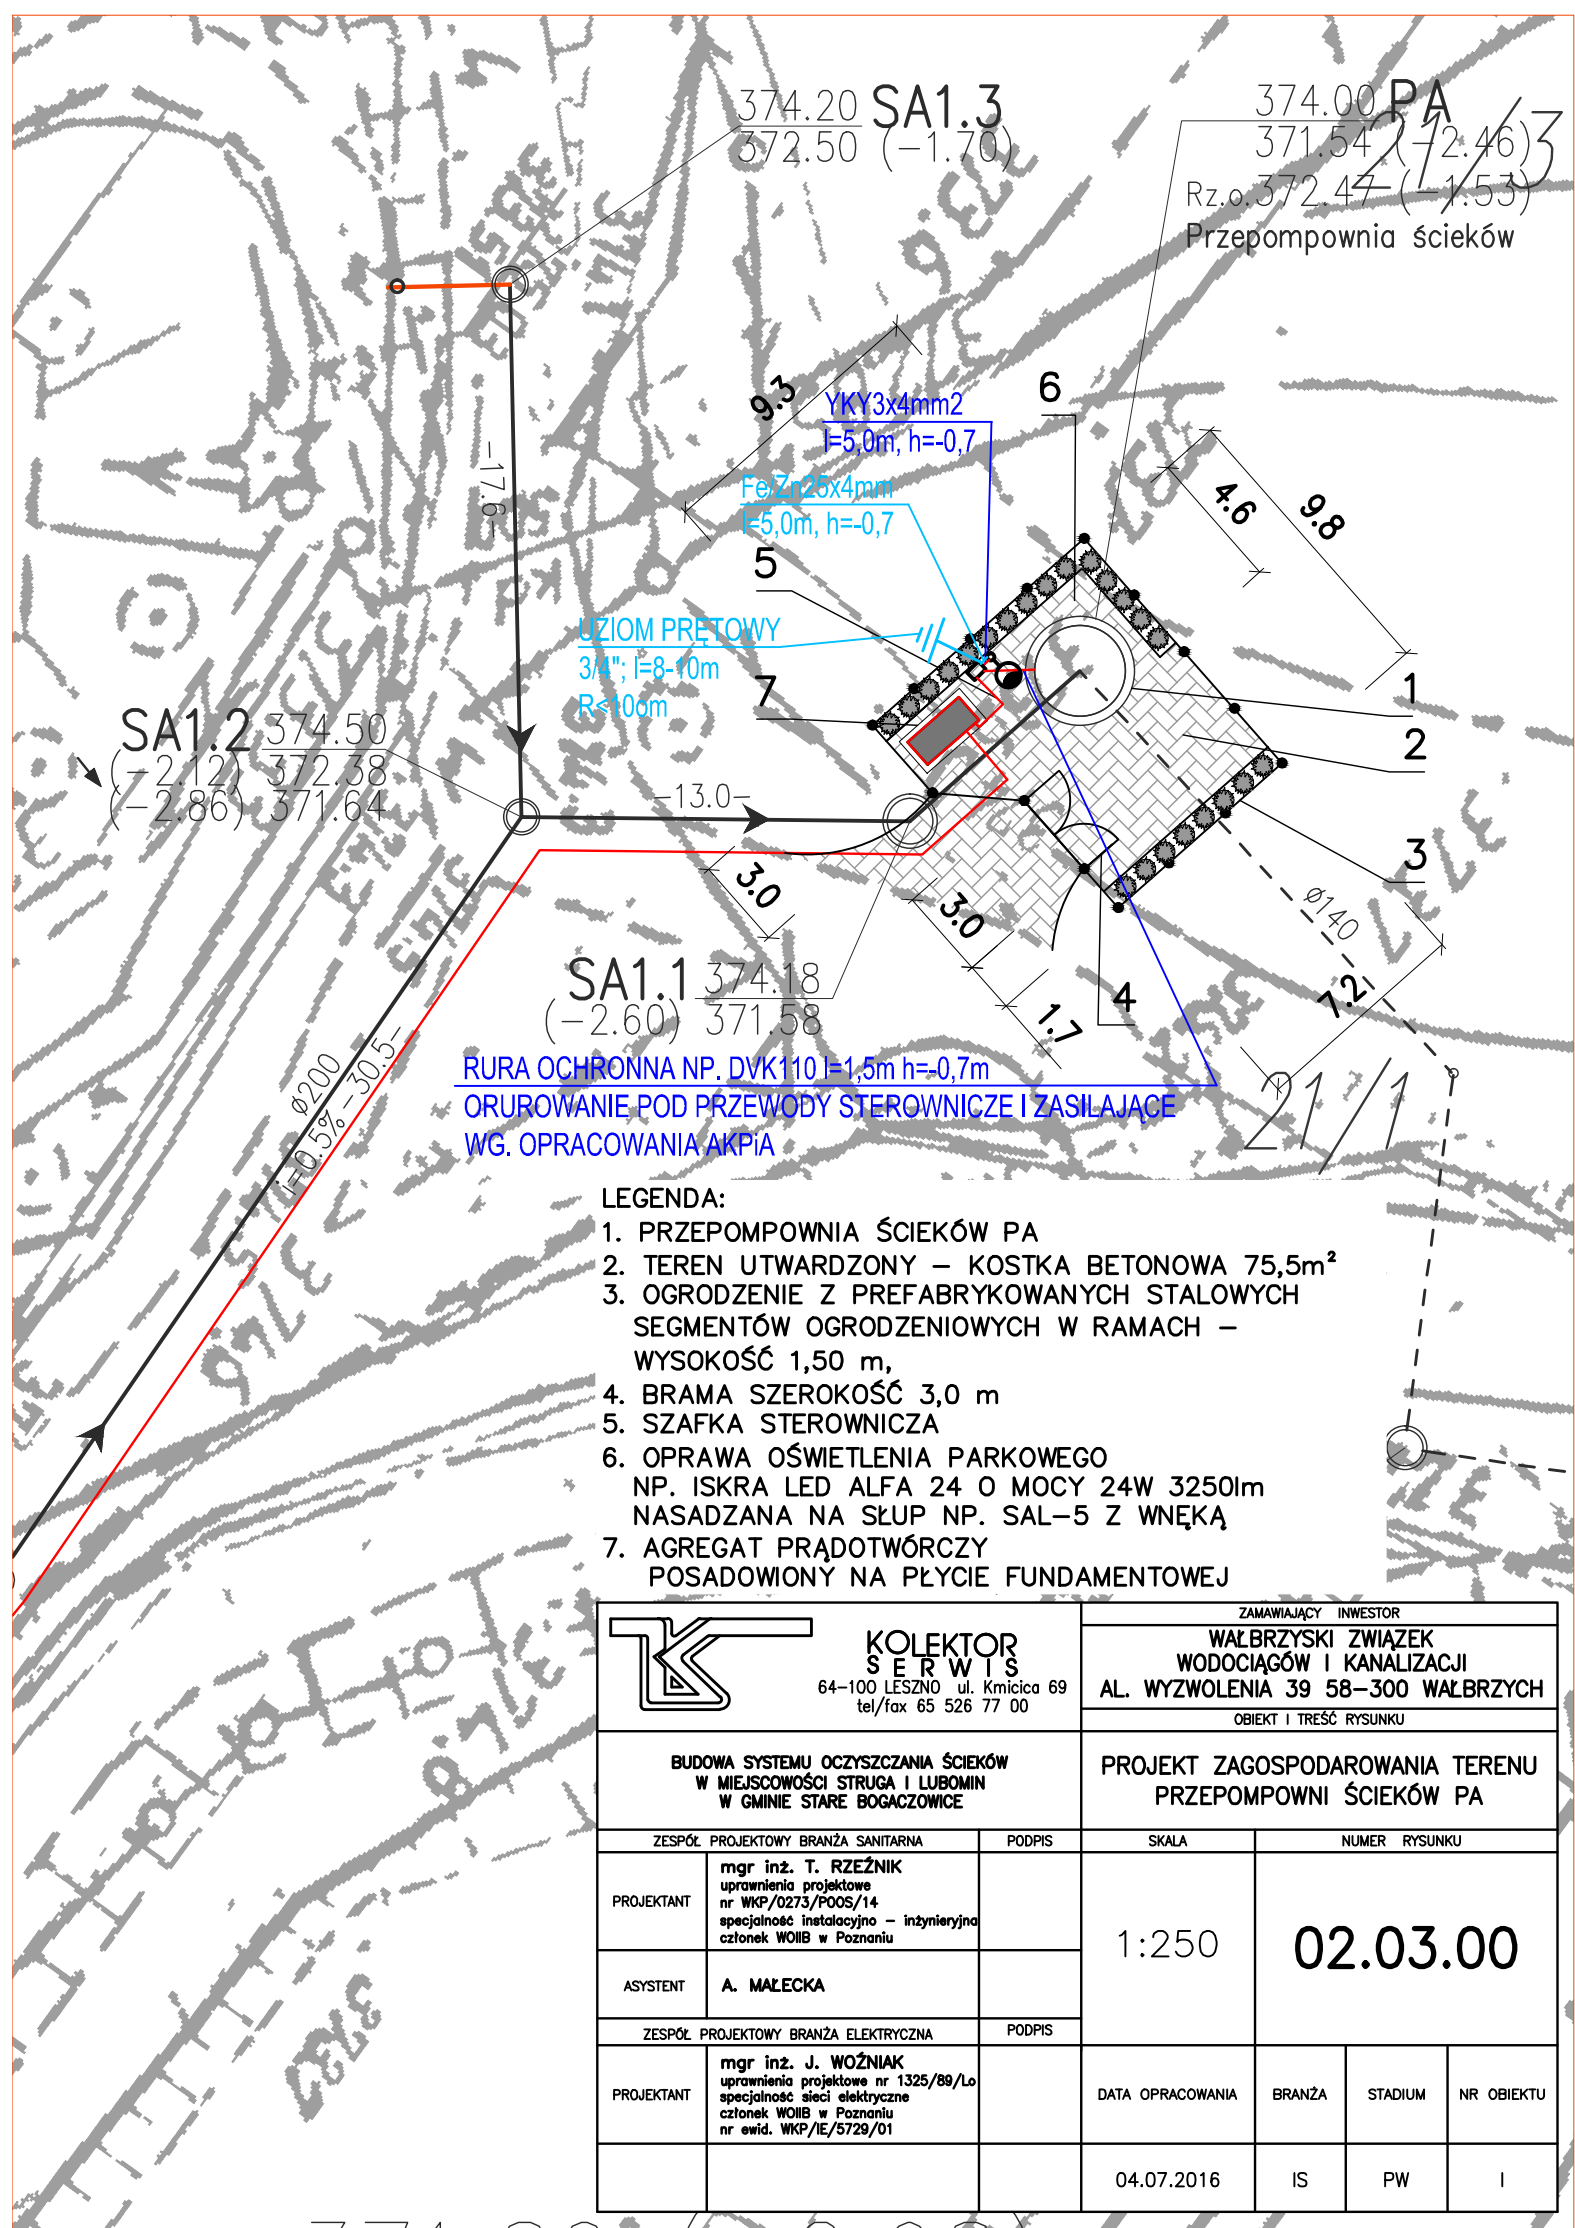 374.20 SA1.3
372.50 (-1.70)
374.00 PA
371.54 (-2.46)
Rz.o. 372.47 (-1.53)
Przepompownia ścieków
21/3
373.6
9.3
YKY3x4mm2
l=5,0m, h=-0,7
Fe/Zn25x4mm
l=5,0m, h=-0,7
6
4.6
9.8
-17.6-
5
UZIOM PRĘTOWY
3/4"; l=8-10m
R<10om
7
1
2
3
SA1.2 374.50
(-2.12) 372.38
(-2.86) 371.64
-13.0-
3.0
3.0
1.7
4
ø140
7.2
SA1.1 374.18
(-2.60) 371.58
ø200
i=0.5% -30.5-
21/1
RURA OCHRONNA NP. DVK110 l=1,5m h=-0,7m
ORUROWANIE POD PRZEWODY STEROWNICZE I ZASILAJĄCE
WG. OPRACOWANIA AKPiA
LEGENDA:
1. PRZEPOMPOWNIA ŚCIEKÓW PA
2. TEREN UTWARDZONY – KOSTKA BETONOWA 75,5m²
3. OGRODZENIE Z PREFABRYKOWANYCH STALOWYCH
SEGMENTÓW OGRODZENIOWYCH W RAMACH –
WYSOKOŚĆ 1,50 m,
4. BRAMA SZEROKOŚĆ 3,0 m
5. SZAFKA STEROWNICZA
6. OPRAWA OŚWIETLENIA PARKOWEGO
NP. ISKRA LED ALFA 24 O MOCY 24W 3250lm
NASADZANA NA SŁUP NP. SAL–5 Z WNĘKĄ
7. AGREGAT PRĄDOTWÓRCZY
POSADOWIONY NA PŁYCIE FUNDAMENTOWEJ
KOLEKTOR
SERWIS
64–100 LESZNO ul. Kmicica 69
tel/fax 65 526 77 00
ZAMAWIAJĄCY INWESTOR
WAŁBRZYSKI ZWIĄZEK
WODOCIĄGÓW I KANALIZACJI
AL. WYZWOLENIA 39 58–300 WAŁBRZYCH
OBIEKT I TREŚĆ RYSUNKU
BUDOWA SYSTEMU OCZYSZCZANIA ŚCIEKÓW
W MIEJSCOWOŚCI STRUGA I LUBOMIN
W GMINIE STARE BOGACZOWICE
PROJEKT ZAGOSPODAROWANIA TERENU
PRZEPOMPOWNI ŚCIEKÓW PA
ZESPÓŁ PROJEKTOWY BRANŻA SANITARNA PODPIS
SKALA NUMER RYSUNKU
PROJEKTANT
mgr inż. T. RZEŹNIK
uprawnienia projektowe
nr WKP/0273/POOS/14
specjalność instalacyjno – inżynieryjna
członek WOIIB w Poznaniu
1:250
02.03.00
ASYSTENT A. MAŁECKA
ZESPÓŁ PROJEKTOWY BRANŻA ELEKTRYCZNA PODPIS
PROJEKTANT
mgr inż. J. WOŹNIAK
uprawnienia projektowe nr 1325/89/Lo
specjalność sieci elektryczne
członek WOIIB w Poznaniu
nr ewid. WKP/IE/5729/01
DATA OPRACOWANIA BRANŻA STADIUM NR OBIEKTU
04.07.2016 IS PW I